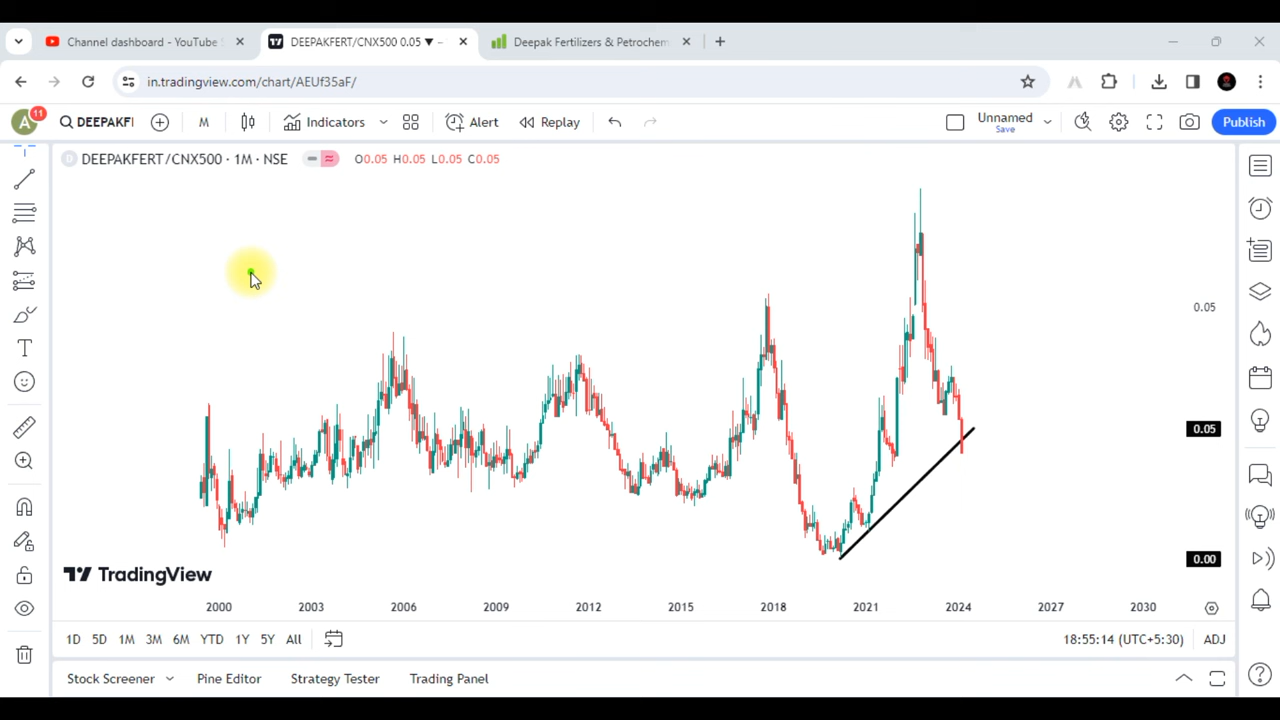 Channel dashboard - YouTube S
DEEPAKFERT/CNX500 0.05 ▼ −
Deepak Fertilizers & Petrochem
in.tradingview.com/chart/AEUf35aF/
A 11
DEEPAKFI
M
Indicators
Alert
Replay
Unnamed
Save
Publish
D DEEPAKFERT/CNX500 · 1M · NSE
O0.05 H0.05 L0.05 C0.05
0.05
0.05
0.00
TradingView
2000 2003 2006 2009 2012 2015 2018 2021 2024 2027 2030
1D 5D 1M 3M 6M YTD 1Y 5Y All
18:55:14 (UTC+5:30) ADJ
Stock Screener Pine Editor Strategy Tester Trading Panel